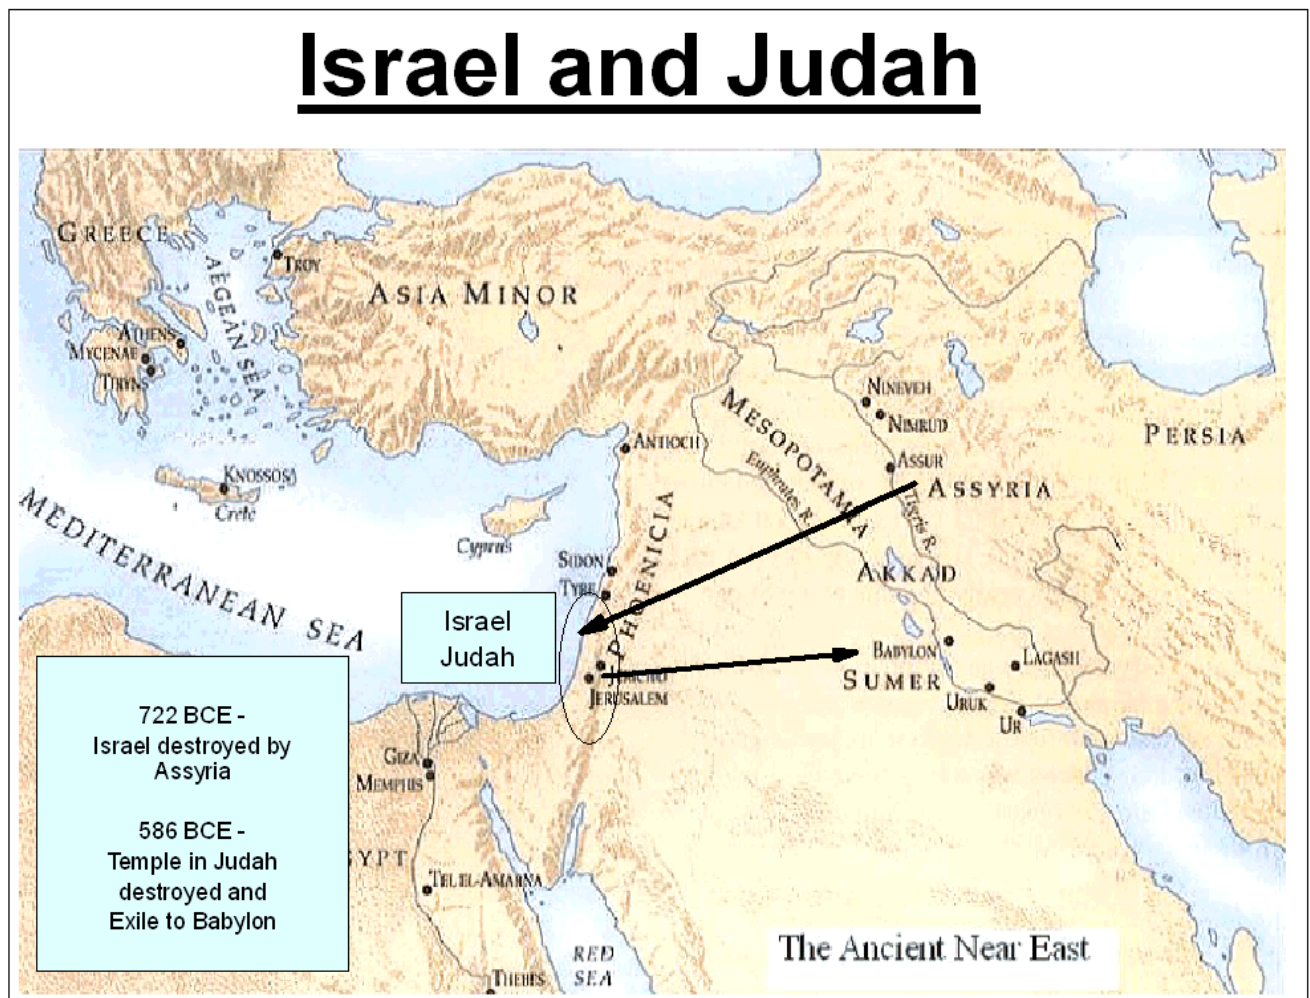 Israel and Judah
GREECE
TROY
AEGEAN SEA
ASIA MINOR
ATHENS
MYCENAE
TIRYNS
NINEVEH
NIMRUD
MESOPOTAMIA
PERSIA
ANTIOCH
ASSUR
Euphrates R.
KNOSSOS
Crete
ASSYRIA
Tigris R.
MEDITERRANEAN SEA
Cyprus
PHOENICIA
SIDON
TYRE
AKKAD
Israel
Judah
BABYLON
LAGASH
JERICHO
SUMER
JERUSALEM
URUK
UR
722 BCE -
Israel destroyed by
Assyria
586 BCE -
Temple in Judah
destroyed and
Exile to Babylon
GIZA
MEMPHIS
YPT
TEL EL-AMARNA
The Ancient Near East
RED
SEA
THEBES